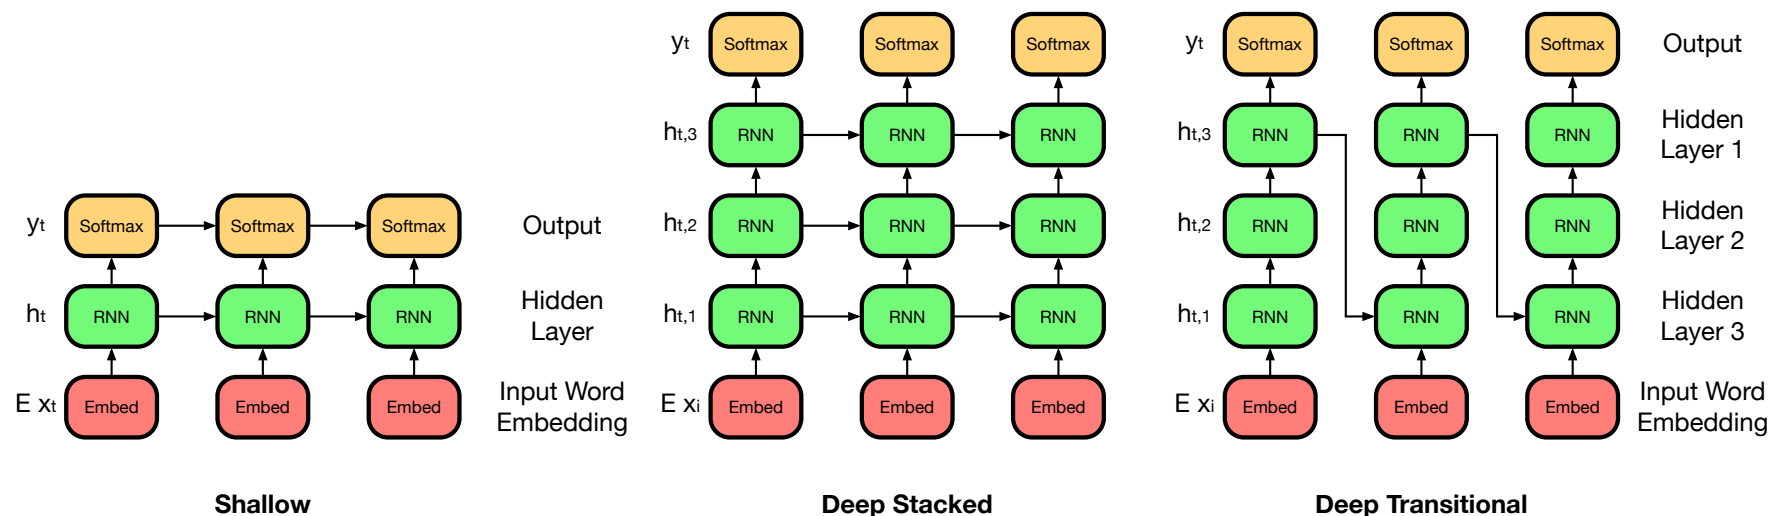 yt Softmax Softmax Softmax yt Softmax Softmax Softmax Output
ht,3 RNN RNN RNN ht,3 RNN RNN RNN Hidden
Layer 1
yt Softmax Softmax Softmax Output ht,2 RNN RNN RNN ht,2 RNN RNN RNN Hidden
Layer 2
ht RNN RNN RNN Hidden
Layer ht,1 RNN RNN RNN ht,1 RNN RNN RNN Hidden
Layer 3
E xt Embed Embed Embed Input Word
Embedding E xi Embed Embed Embed E xi Embed Embed Embed Input Word
Embedding
Shallow Deep Stacked Deep Transitional